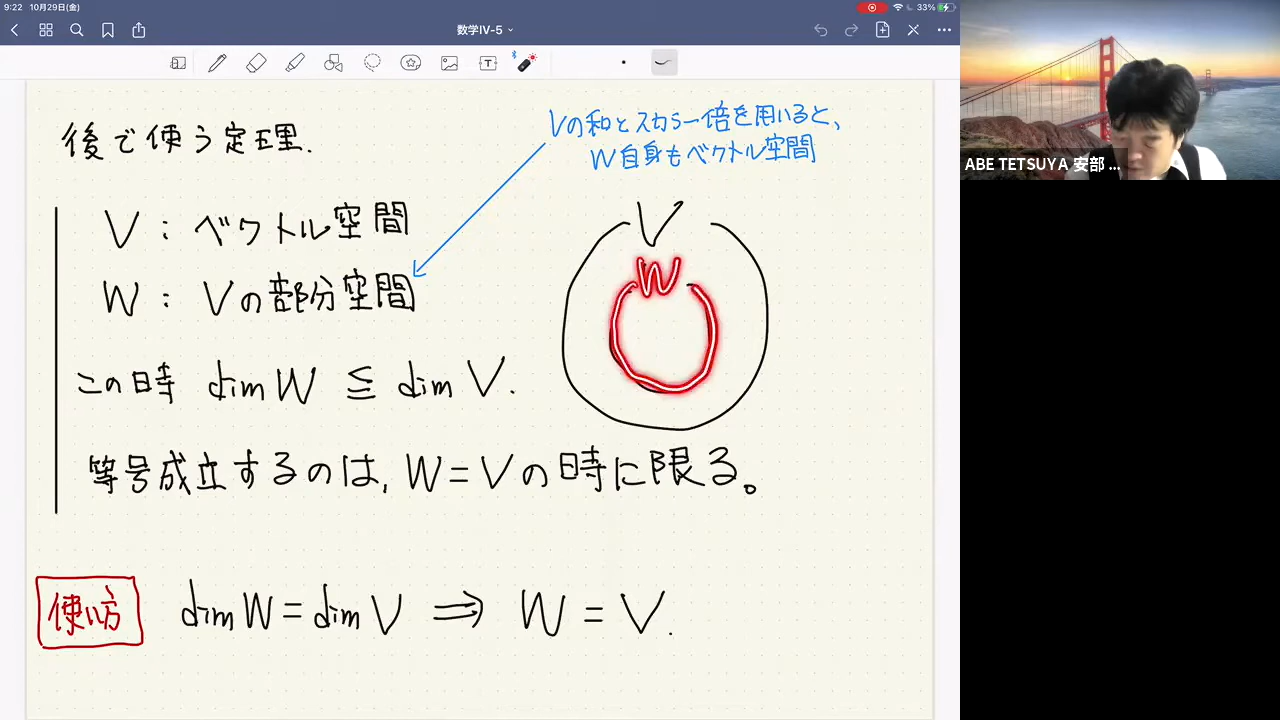 9:22 10月29日(金)
33%
数学IV-5
T
Vの和とスカラー倍を用いると、
W自身もベクトル空間
ABE TETSUYA 安部 ...
後で使う定理.
V : ベクトル空間
W : Vの部分空間
V
W
この時 dim W ≦ dim V.
等号成立するのは, W = V の時に限る。
使い方 dim W = dim V ⟹ W = V.